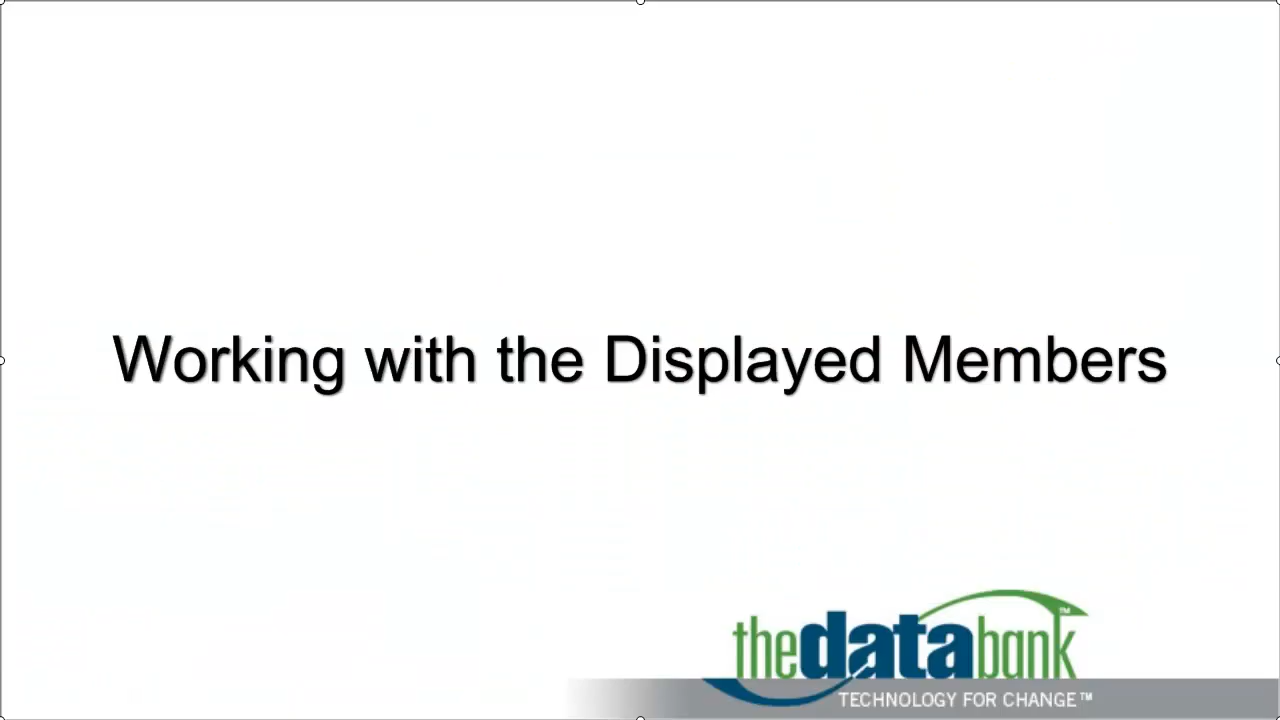 Working with the Displayed Members
thedatabank™
TECHNOLOGY FOR CHANGE™